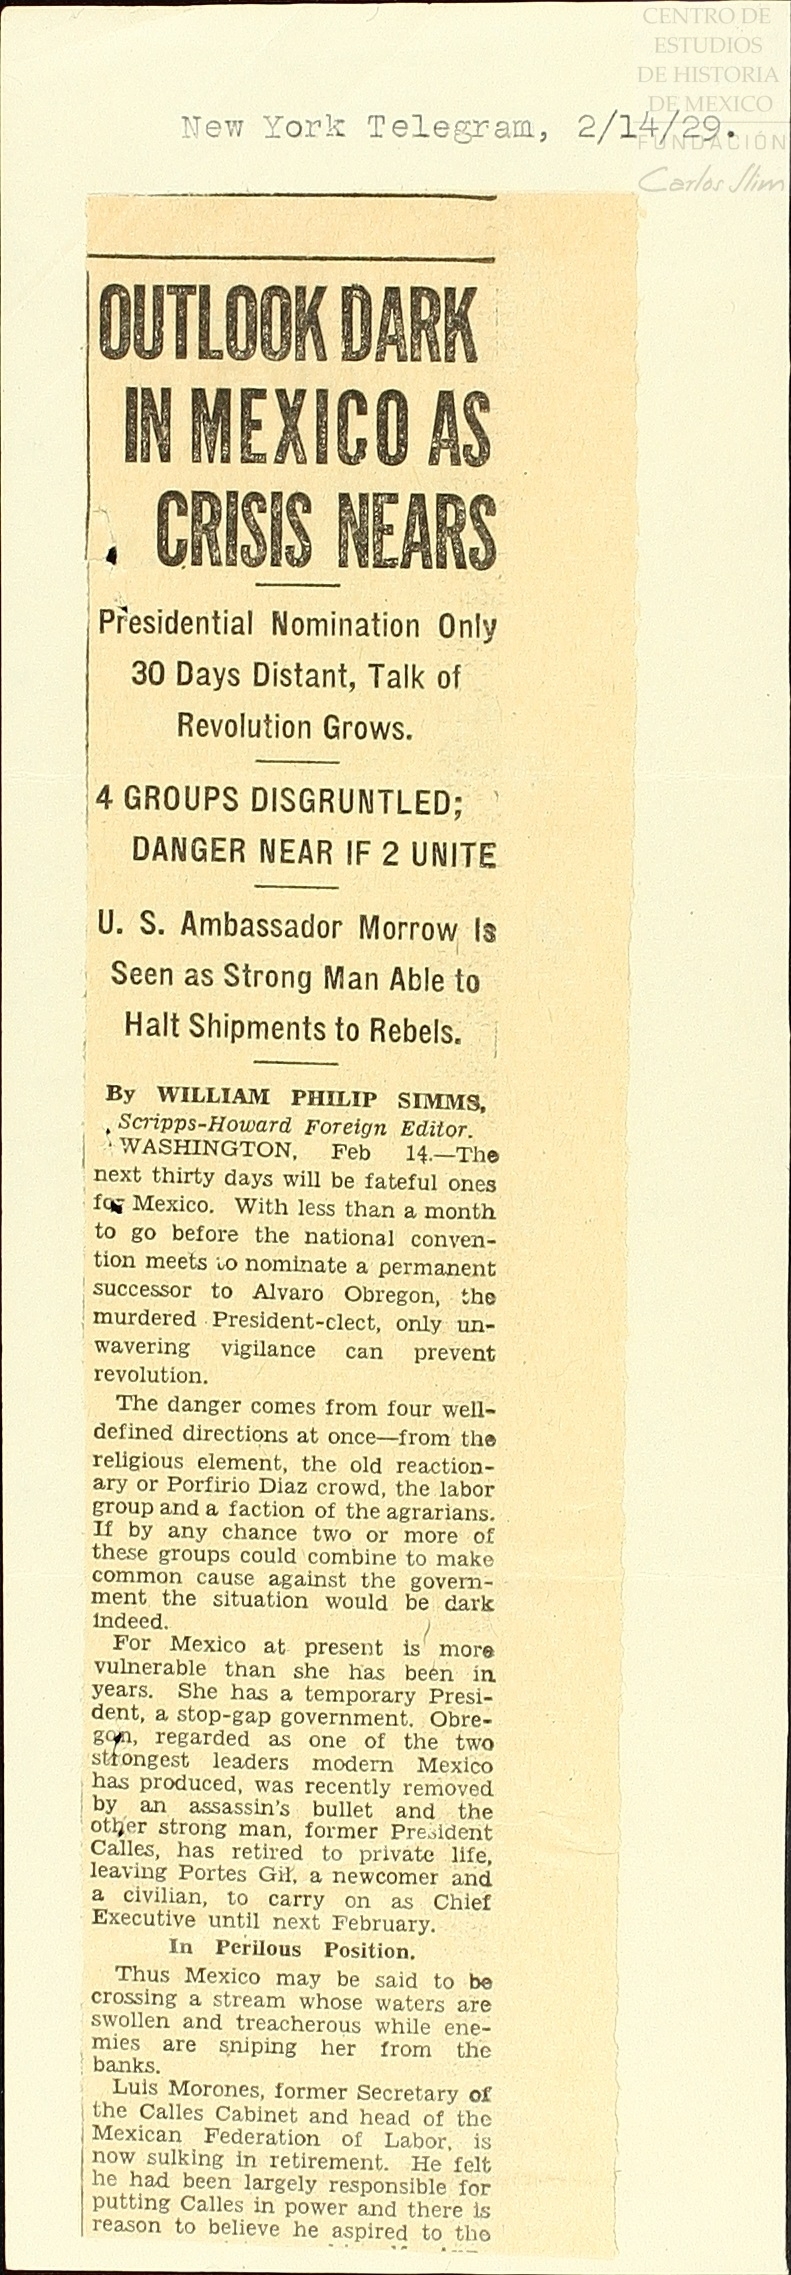 CENTRO DE
ESTUDIOS
DE HISTORIA
DE MEXICO
FUNDACIÓN
Carlos Slim
New York Telegram, 2/14/29.
OUTLOOK DARK
IN MEXICO AS
CRISIS NEARS
Presidential Nomination Only
30 Days Distant, Talk of
Revolution Grows.
4 GROUPS DISGRUNTLED;
DANGER NEAR IF 2 UNITE
U. S. Ambassador Morrow Is
Seen as Strong Man Able to
Halt Shipments to Rebels.
By WILLIAM PHILIP SIMMS,
Scripps-Howard Foreign Editor.
WASHINGTON, Feb 14.—The
next thirty days will be fateful ones
for Mexico. With less than a month
to go before the national conven-
tion meets to nominate a permanent
successor to Alvaro Obregon, the
murdered President-elect, only un-
wavering vigilance can prevent
revolution.
The danger comes from four well-
defined directions at once—from the
religious element, the old reaction-
ary or Porfirio Diaz crowd, the labor
group and a faction of the agrarians.
If by any chance two or more of
these groups could combine to make
common cause against the govern-
ment the situation would be dark
indeed.
For Mexico at present is more
vulnerable than she has been in
years. She has a temporary Presi-
dent, a stop-gap government. Obre-
gon, regarded as one of the two
strongest leaders modern Mexico
has produced, was recently removed
by an assassin's bullet and the
other strong man, former President
Calles, has retired to private life,
leaving Portes Gil, a newcomer and
a civilian, to carry on as Chief
Executive until next February.
In Perilous Position.
Thus Mexico may be said to be
crossing a stream whose waters are
swollen and treacherous while ene-
mies are sniping her from the
banks.
Luis Morones, former Secretary of
the Calles Cabinet and head of the
Mexican Federation of Labor, is
now sulking in retirement. He felt
he had been largely responsible for
putting Calles in power and there is
reason to believe he aspired to the